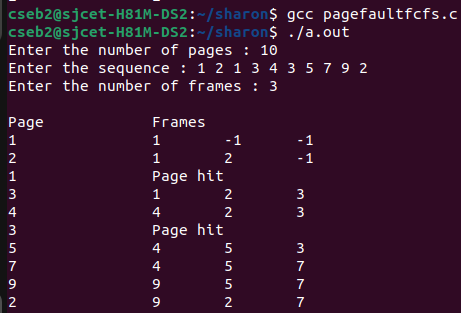 cseb2@sjcet-H81M-DS2:~/sharon$ gcc pagefaultfcfs.c
cseb2@sjcet-H81M-DS2:~/sharon$ ./a.out
Enter the number of pages : 10
Enter the sequence : 1 2 1 3 4 3 5 7 9 2
Enter the number of frames : 3

Page Frames
1 1 -1 -1
2 1 2 -1
1 Page hit
3 1 2 3
4 4 2 3
3 Page hit
5 4 5 3
7 4 5 7
9 9 5 7
2 9 2 7